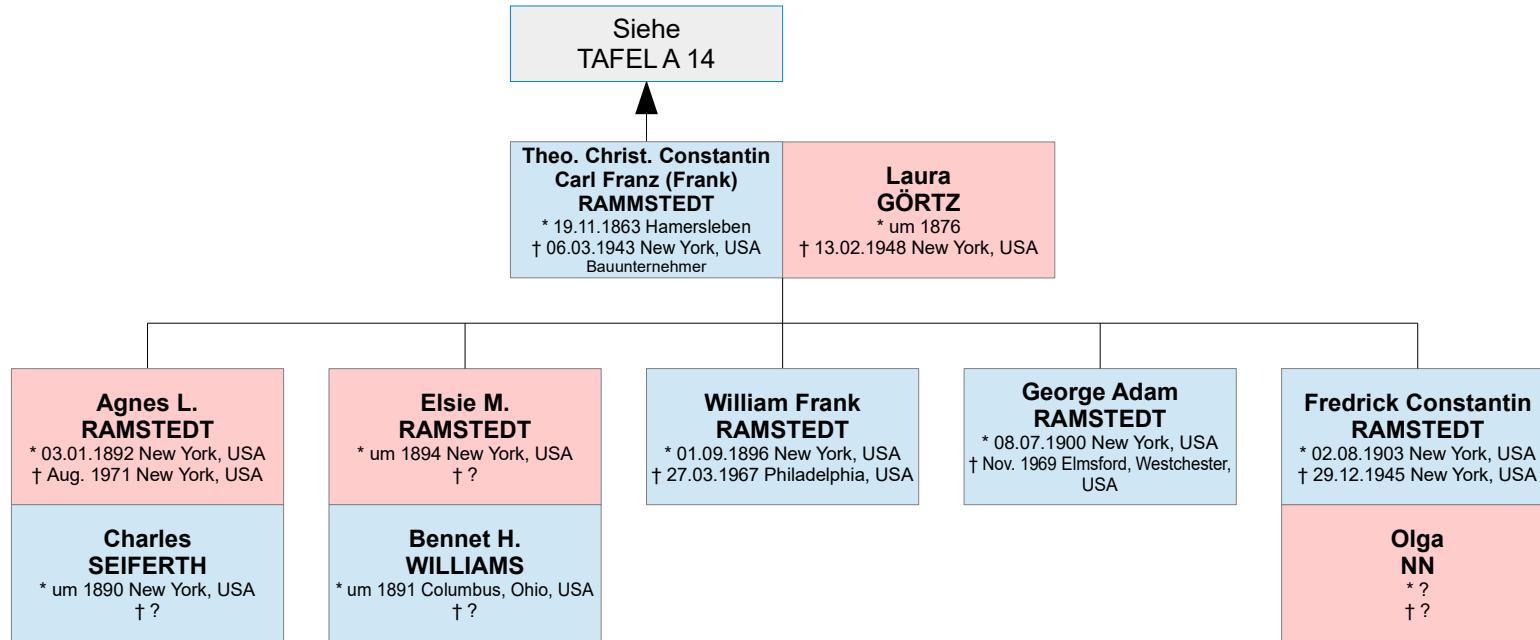 Siehe
TAFEL A 14
Theo. Christ. Constantin
Carl Franz (Frank)
RAMMSTEDT
* 19.11.1863 Hamersleben
† 06.03.1943 New York, USA
Bauunternehmer
Laura
GÖRTZ
* um 1876
† 13.02.1948 New York, USA
Agnes L.
RAMSTEDT
* 03.01.1892 New York, USA
† Aug. 1971 New York, USA
Charles
SEIFERTH
* um 1890 New York, USA
† ?
Elsie M.
RAMSTEDT
* um 1894 New York, USA
† ?
Bennet H.
WILLIAMS
* um 1891 Columbus, Ohio, USA
† ?
William Frank
RAMSTEDT
* 01.09.1896 New York, USA
† 27.03.1967 Philadelphia, USA
George Adam
RAMSTEDT
* 08.07.1900 New York, USA
† Nov. 1969 Elmsford, Westchester,
USA
Fredrick Constantin
RAMSTEDT
* 02.08.1903 New York, USA
† 29.12.1945 New York, USA
Olga
NN
* ?
† ?